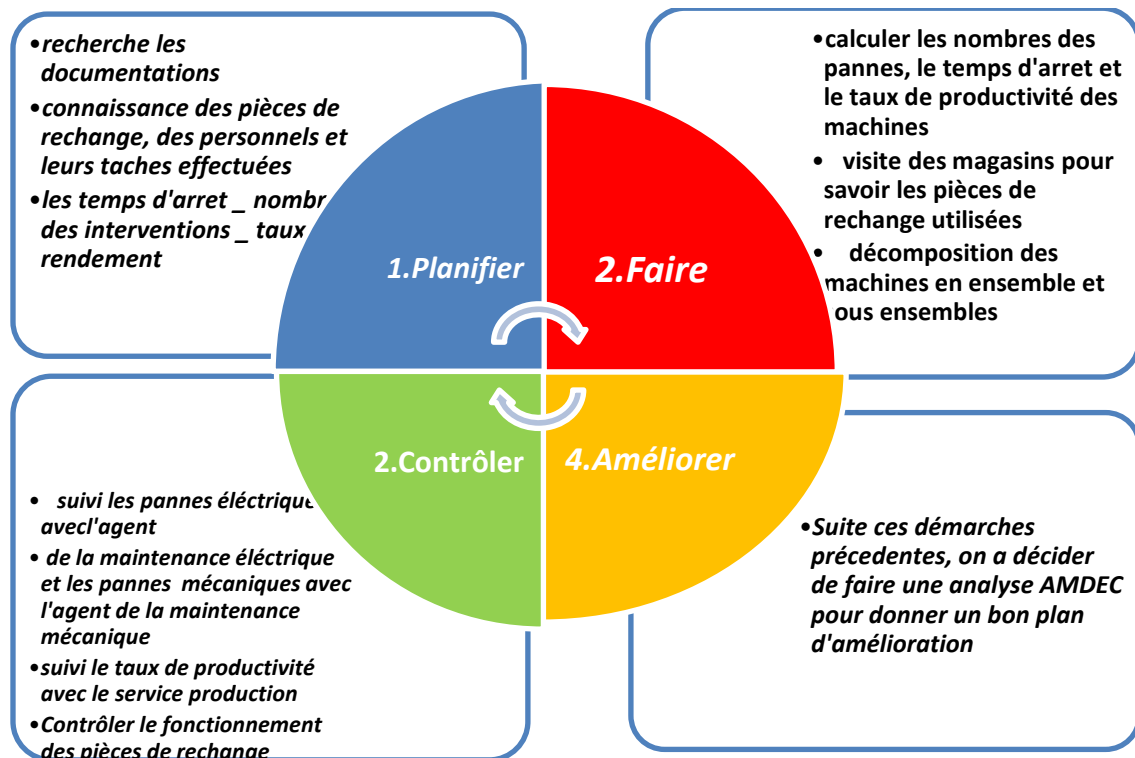 •recherche les
documentations
•connaissance des pièces de
rechange, des personnels et
leurs taches effectuées
•les temps d'arret _ nombr
des interventions _ taux
rendement
1.Planifier
•calculer les nombres des
pannes, le temps d'arret et
le taux de productivité des
machines
• visite des magasins pour
savoir les pièces de
rechange utilisées
• décomposition des
machines en ensemble et
ous ensembles
2.Faire
2.Contrôler
• suivi les pannes éléctrique
avecl'agent
• de la maintenance éléctrique
et les pannes mécaniques avec
l'agent de la maintenance
mécanique
•suivi le taux de productivité
avec le service production
•Contrôler le fonctionnement
des pièces de rechange
4.Améliorer
•Suite ces démarches
précedentes, on a décider
de faire une analyse AMDEC
pour donner un bon plan
d'amélioration